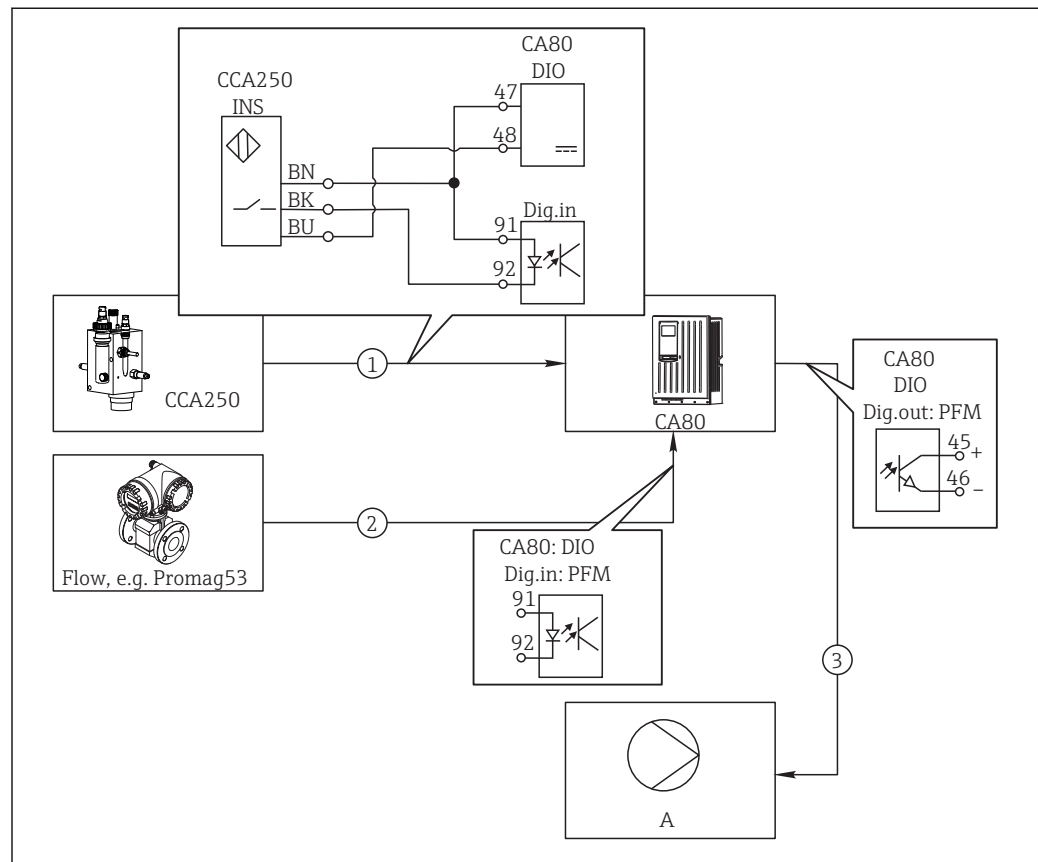 CA80
DIO
CCA250
INS
47
48
BN
BK
BU
Dig.in
91
92
1
CCA250
CA80
CA80
DIO
Dig.out: PFM
45 +
46 −
2
Flow, e.g. Promag53
CA80: DIO
Dig.in: PFM
91
92
3
A